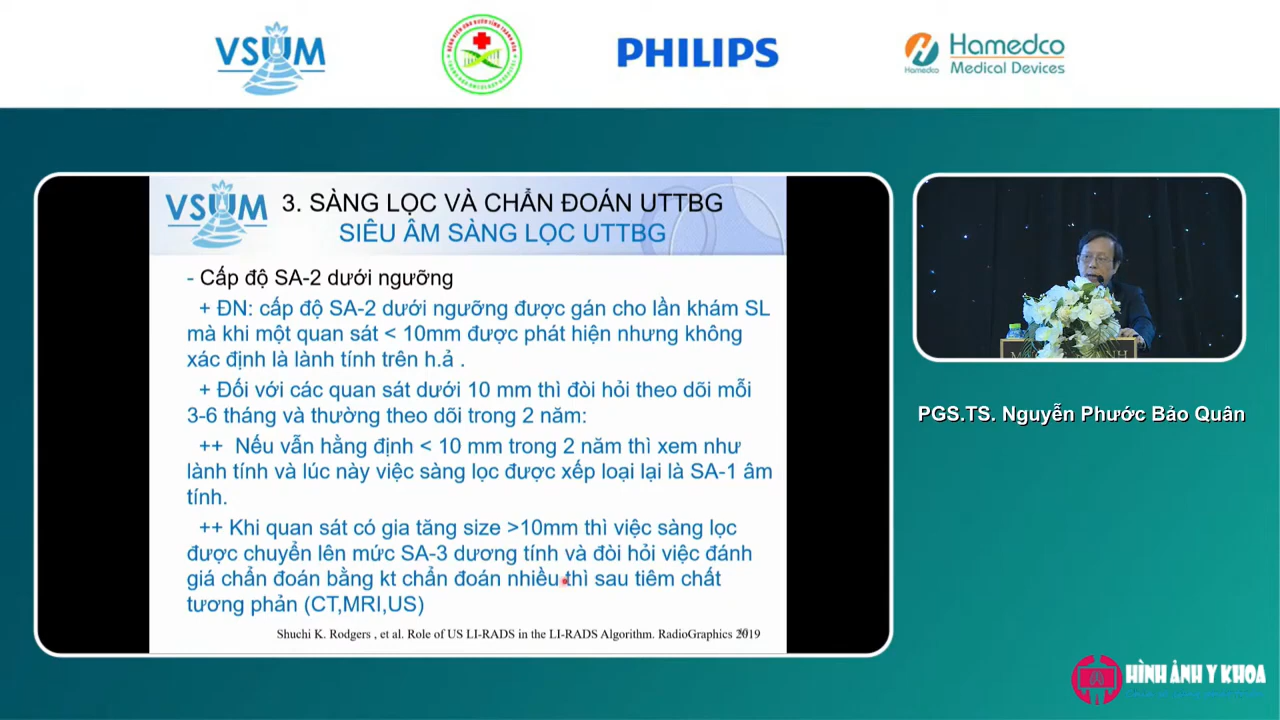 VSUM
PHILIPS
Hamedco
Hamedco
Medical Devices
VSUM
3. SÀNG LỌC VÀ CHẨN ĐOÁN UTTBG
SIÊU ÂM SÀNG LỌC UTTBG
- Cấp độ SA-2 dưới ngưỡng
+ ĐN: cấp độ SA-2 dưới ngưỡng được gán cho lần khám SL
mà khi một quan sát < 10mm được phát hiện nhưng không
xác định là lành tính trên h.ả .
+ Đối với các quan sát dưới 10 mm thì đòi hỏi theo dõi mỗi
3-6 tháng và thường theo dõi trong 2 năm:
++ Nếu vẫn hằng định < 10 mm trong 2 năm thì xem như
lành tính và lúc này việc sàng lọc được xếp loại lại là SA-1 âm
tính.
++ Khi quan sát có gia tăng size >10mm thì việc sàng lọc
được chuyển lên mức SA-3 dương tính và đòi hỏi việc đánh
giá chẩn đoán bằng kt chẩn đoán nhiều thì sau tiêm chất
tương phản (CT,MRI,US)
Shuchi K. Rodgers , et al. Role of US LI-RADS in the LI-RADS Algorithm. RadioGraphics 2019
PGS.TS. Nguyễn Phước Bảo Quân
HÌNH ẢNH Y KHOA